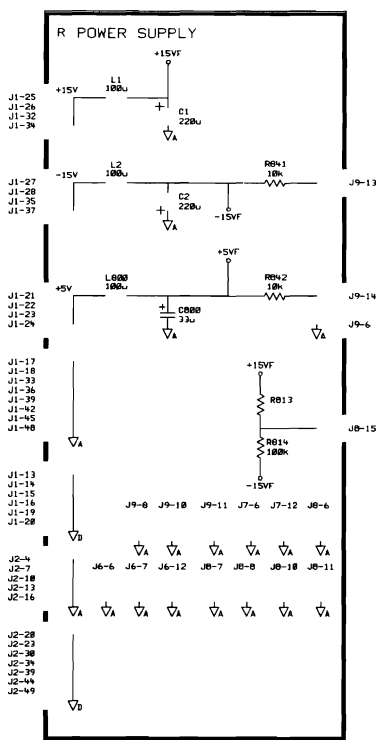 R POWER SUPPLY
+15VF
L1
100u
+15V
J1-25
J1-26
J1-32
J1-34
+
C1
220u
A
L2
100u
-15V
R841
10k
J9-13
J1-27
J1-28
J1-35
J1-37
C2
220u
+
A
-15VF
+5VF
L800
100u
+5V
R842
10k
J9-14
J1-21
J1-22
J1-23
J1-24
+
C800
33u
A
A
J9-6
J1-17
J1-18
J1-33
J1-36
J1-39
J1-42
J1-45
J1-48
A
+15VF
R813
J8-15
R814
100k
-15VF
J1-13
J1-14
J1-15
J1-16
J1-19
J1-20
D
J9-8 J9-10 J9-11 J7-6 J7-12 J8-6
A A A A A A
J2-4
J2-7
J2-10
J2-13
J2-16
J6-6 J6-7 J6-12 J8-7 J8-8 J8-10 J8-11
A A A A A A A A
J2-20
J2-23
J2-30
J2-34
J2-39
J2-44
J2-49
D